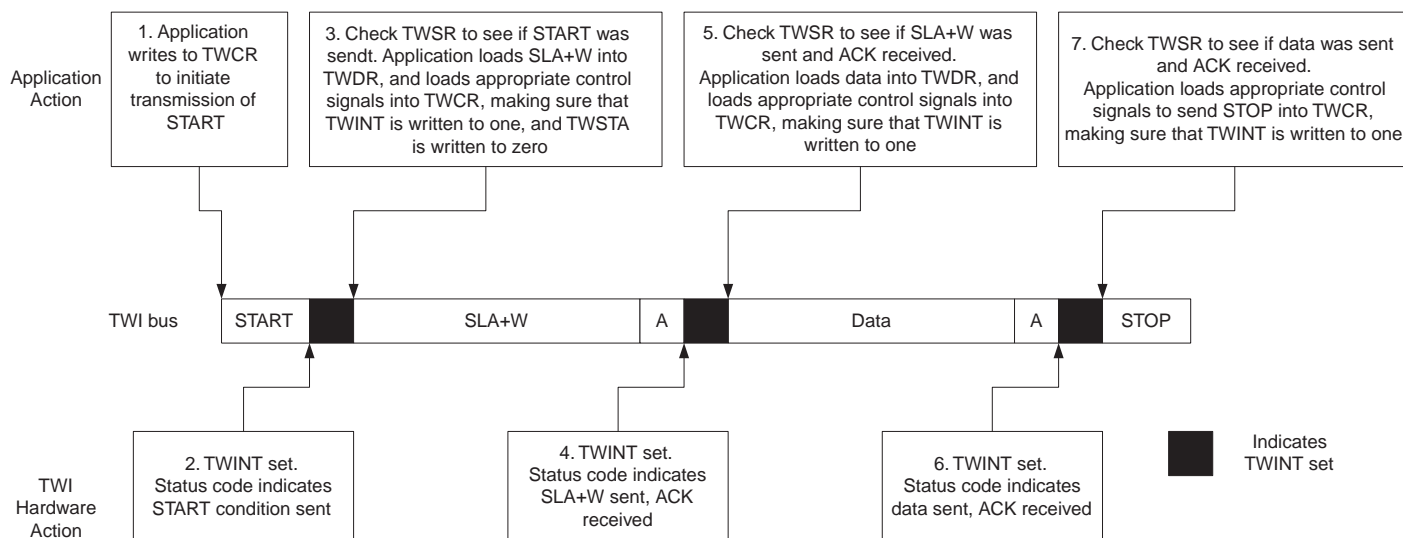 Application
Action
1. Application
writes to TWCR
to initiate
transmission of
START
3. Check TWSR to see if START was
sendt. Application loads SLA+W into
TWDR, and loads appropriate control
signals into TWCR, making sure that
TWINT is written to one, and TWSTA
is written to zero
5. Check TWSR to see if SLA+W was
sent and ACK received.
Application loads data into TWDR, and
loads appropriate control signals into
TWCR, making sure that TWINT is
written to one
7. Check TWSR to see if data was sent
and ACK received.
Application loads appropriate control
signals to send STOP into TWCR,
making sure that TWINT is written to one
TWI bus
START
SLA+W
A
Data
A
STOP
TWI
Hardware
Action
2. TWINT set.
Status code indicates
START condition sent
4. TWINT set.
Status code indicates
SLA+W sent, ACK
received
6. TWINT set.
Status code indicates
data sent, ACK received
Indicates
TWINT set